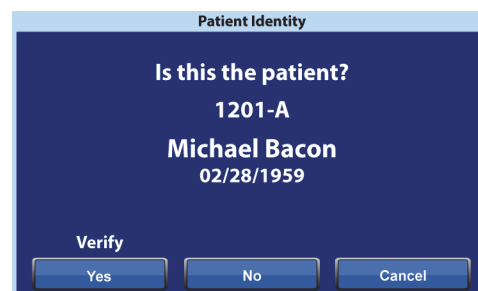 Patient Identity
Is this the patient?
1201-A
Michael Bacon
02/28/1959
Verify
Yes No Cancel